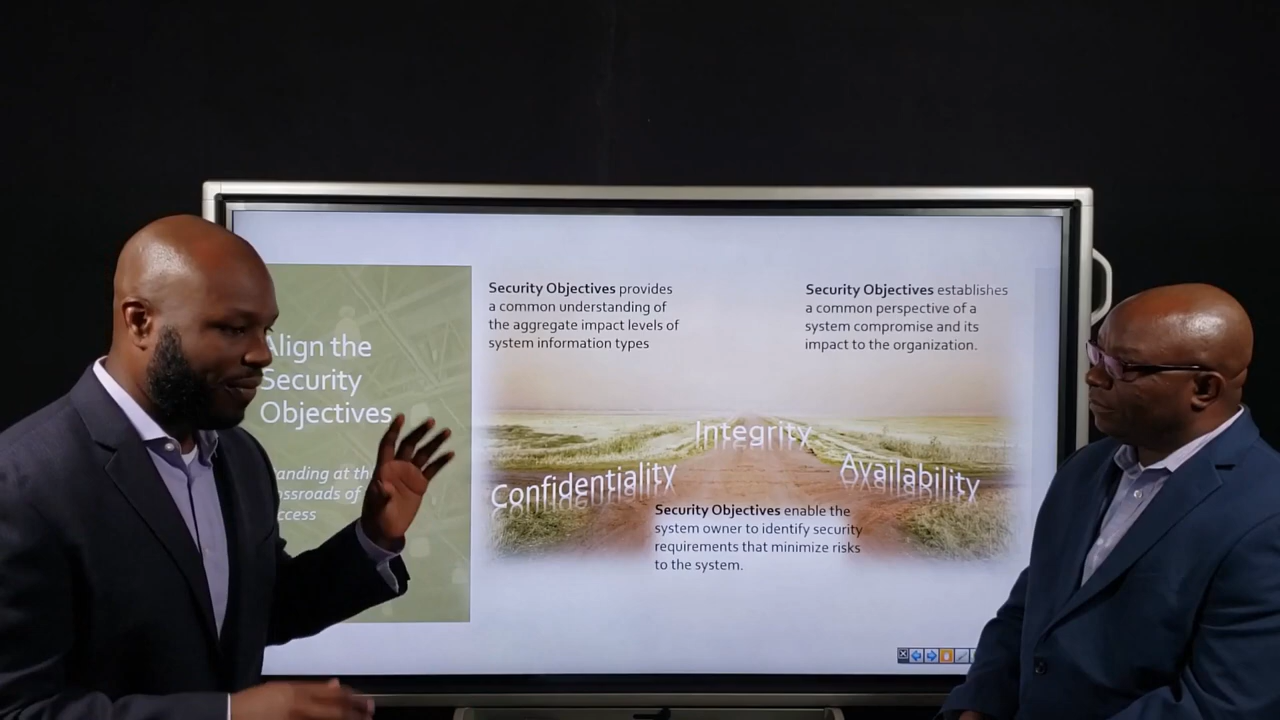 Align the
Security
Objectives
at
of
Security Objectives provides
a common understanding of
the aggregate impact levels of
system information types
Security Objectives establishes
a common perspective of a
system compromise and its
impact to the organization.
Confidentiality
Integrity
Availability
Security Objectives enable the
system owner to identify security
requirements that minimize risks
to the system.